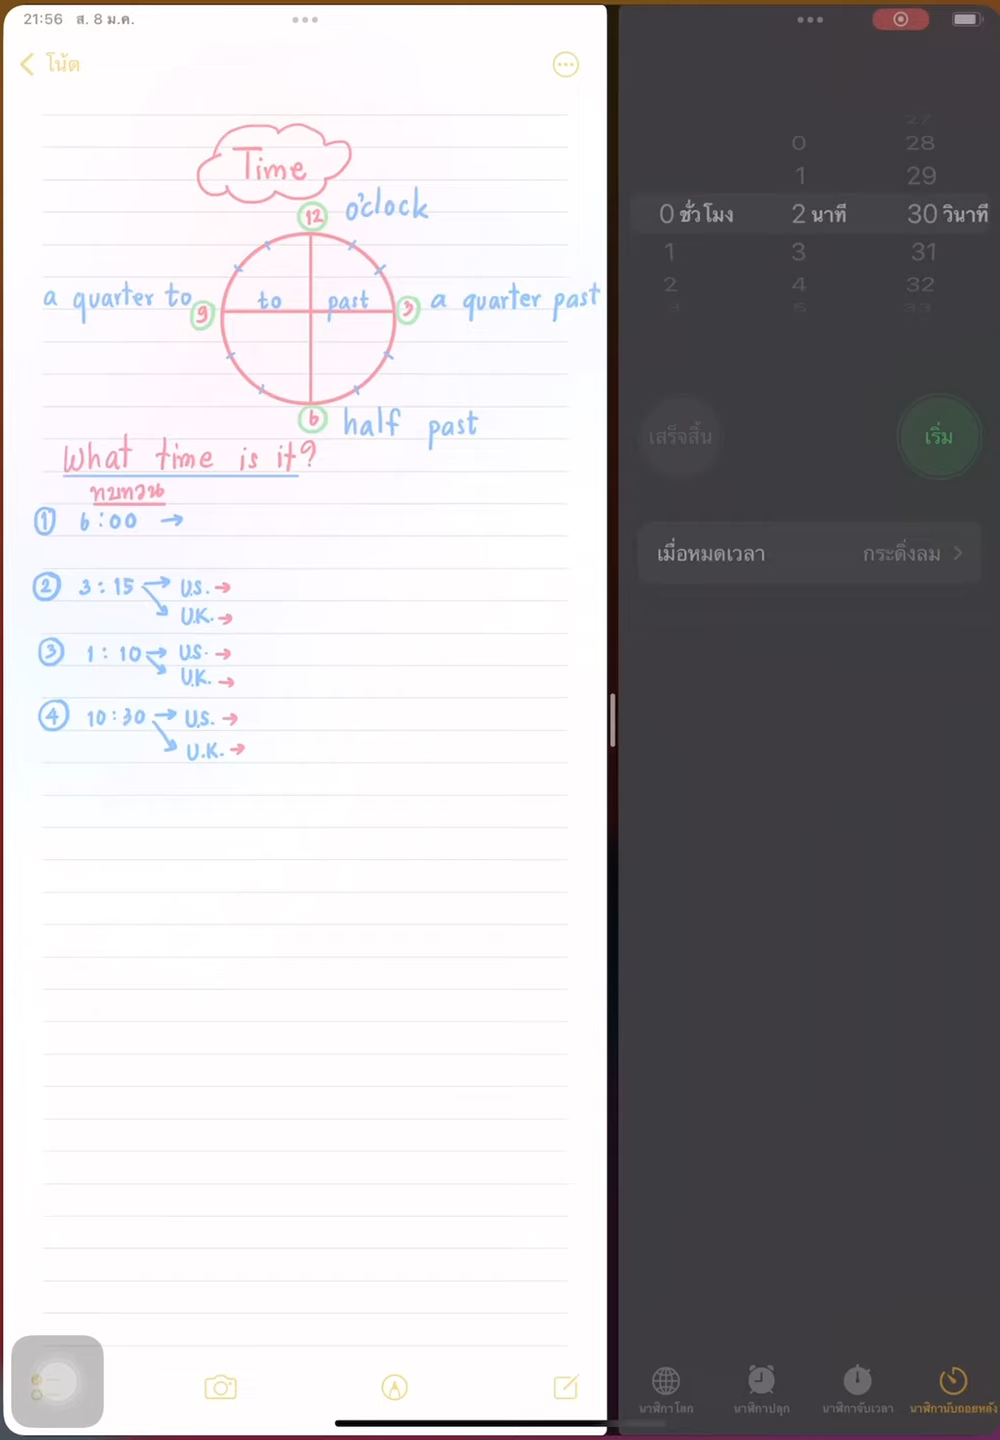 21:56 ส. 8 ม.ค.
โน้ต
Time
12 o'clock
a quarter to 9 to past 3 a quarter past
6 half past
What time is it?
ทบทวน
① 6:00 →
② 3:15 → U.S. →
U.K. →
③ 1:10 → U.S. →
U.K. →
④ 10:30 → U.S. →
U.K. →
27
0 28
1 29
0 ชั่วโมง 2 นาที 30 วินาที
1 3 31
2 4 32
3 5 33
เสร็จสิ้น เริ่ม
เมื่อหมดเวลา กระดิ่งลม >
นาฬิกาโลก นาฬิกาปลุก นาฬิกาจับเวลา นาฬิกานับถอยหลัง